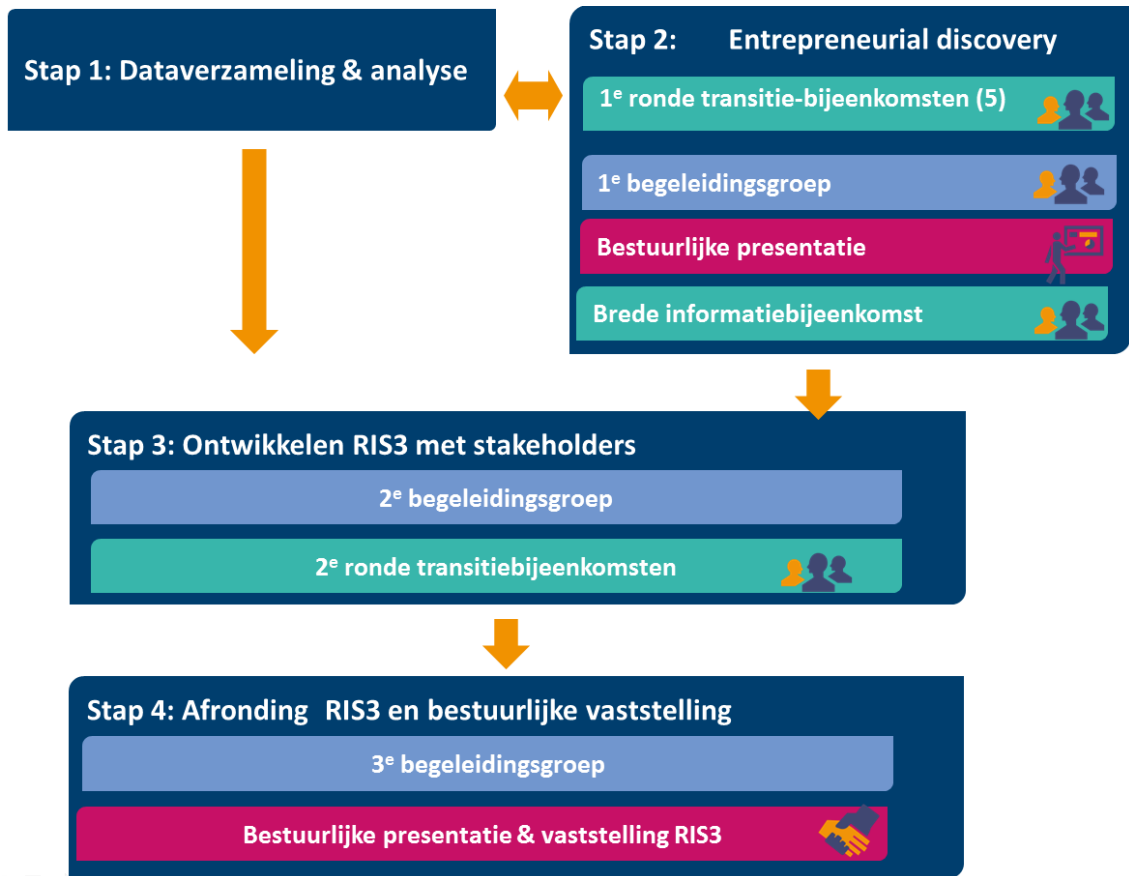 Stap 1: Dataverzameling & analyse
Stap 2: Entrepreneurial discovery
1e ronde transitie-bijeenkomsten (5)
1e begeleidingsgroep
Bestuurlijke presentatie
Brede informatiebijeenkomst
Stap 3: Ontwikkelen RIS3 met stakeholders
2e begeleidingsgroep
2e ronde transitiebijeenkomsten
Stap 4: Afronding RIS3 en bestuurlijke vaststelling
3e begeleidingsgroep
Bestuurlijke presentatie & vaststelling RIS3